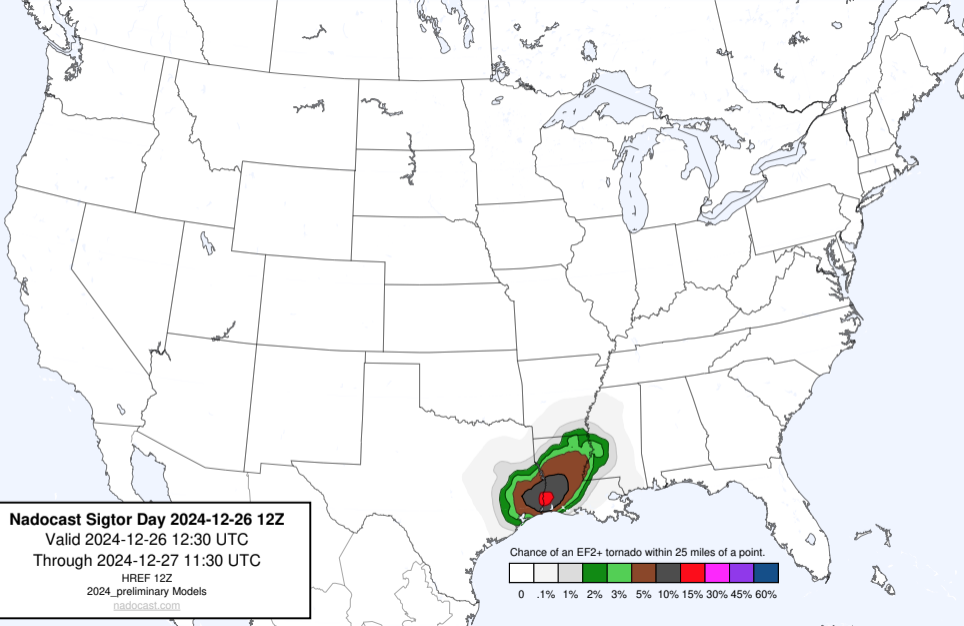 Nadocast Sigtor Day 2024-12-26 12Z
Valid 2024-12-26 12:30 UTC
Through 2024-12-27 11:30 UTC
HREF 12Z
2024_preliminary Models
nadocast.com
Chance of an EF2+ tornado within 25 miles of a point.
0 .1% 1% 2% 3% 5% 10% 15% 30% 45% 60%